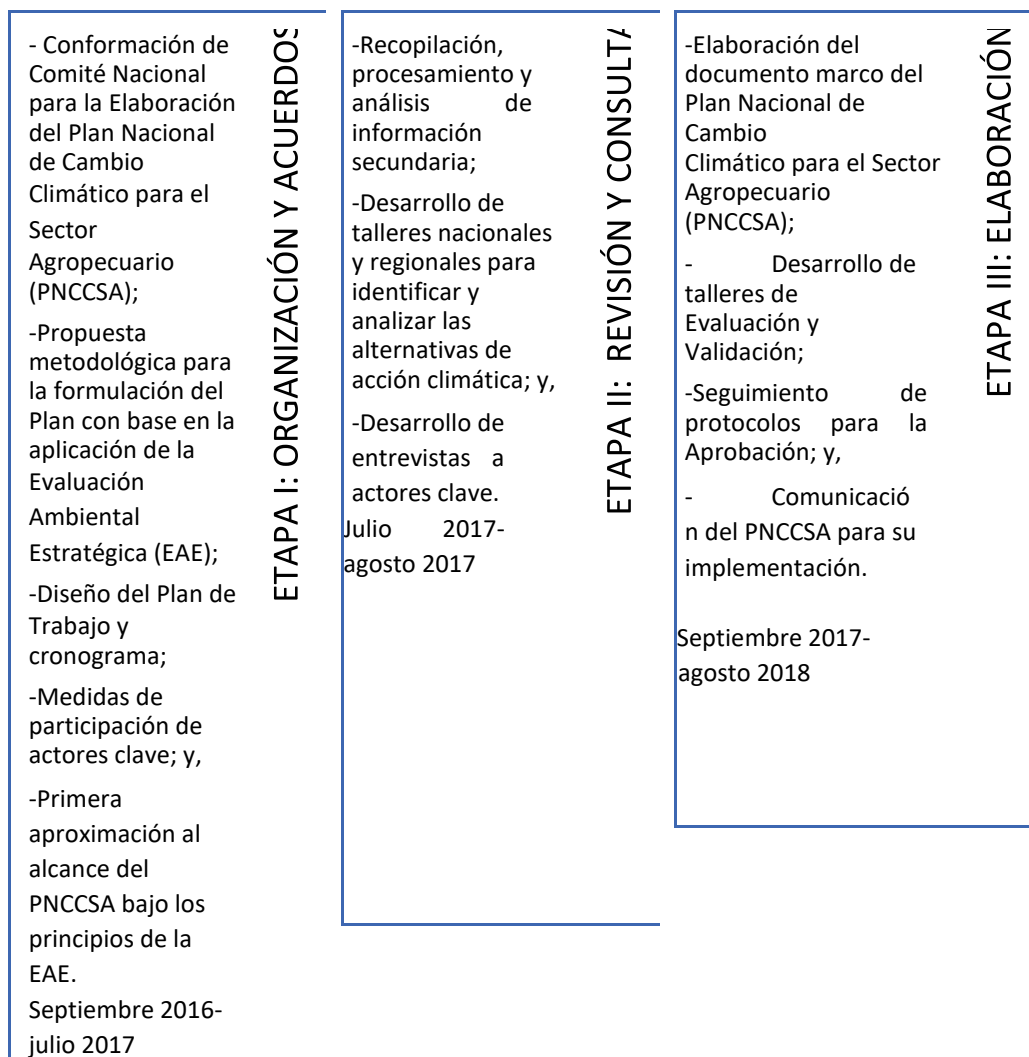 - Conformación de
Comité Nacional
para la Elaboración
del Plan Nacional
de Cambio
Climático para el
Sector
Agropecuario
(PNCCSA);
-Propuesta
metodológica para
la formulación del
Plan con base en la
aplicación de la
Evaluación
Ambiental
Estratégica (EAE);
-Diseño del Plan de
Trabajo y
cronograma;
-Medidas de
participación de
actores clave; y,
-Primera
aproximación al
alcance del
PNCCSA bajo los
principios de la
EAE.
Septiembre 2016-
julio 2017
ETAPA I: ORGANIZACIÓN Y ACUERDOS
-Recopilación,
procesamiento y
análisis de
información
secundaria;
-Desarrollo de
talleres nacionales
y regionales para
identificar y
analizar las
alternativas de
acción climática; y,
-Desarrollo de
entrevistas a
actores clave.
Julio 2017-
agosto 2017
ETAPA II: REVISIÓN Y CONSULTA
-Elaboración del
documento marco del
Plan Nacional de
Cambio
Climático para el Sector
Agropecuario
(PNCCSA);
- Desarrollo de
talleres de
Evaluación y
Validación;
-Seguimiento de
protocolos para la
Aprobación; y,
- Comunicació
n del PNCCSA para su
implementación.
Septiembre 2017-
agosto 2018
ETAPA III: ELABORACIÓN